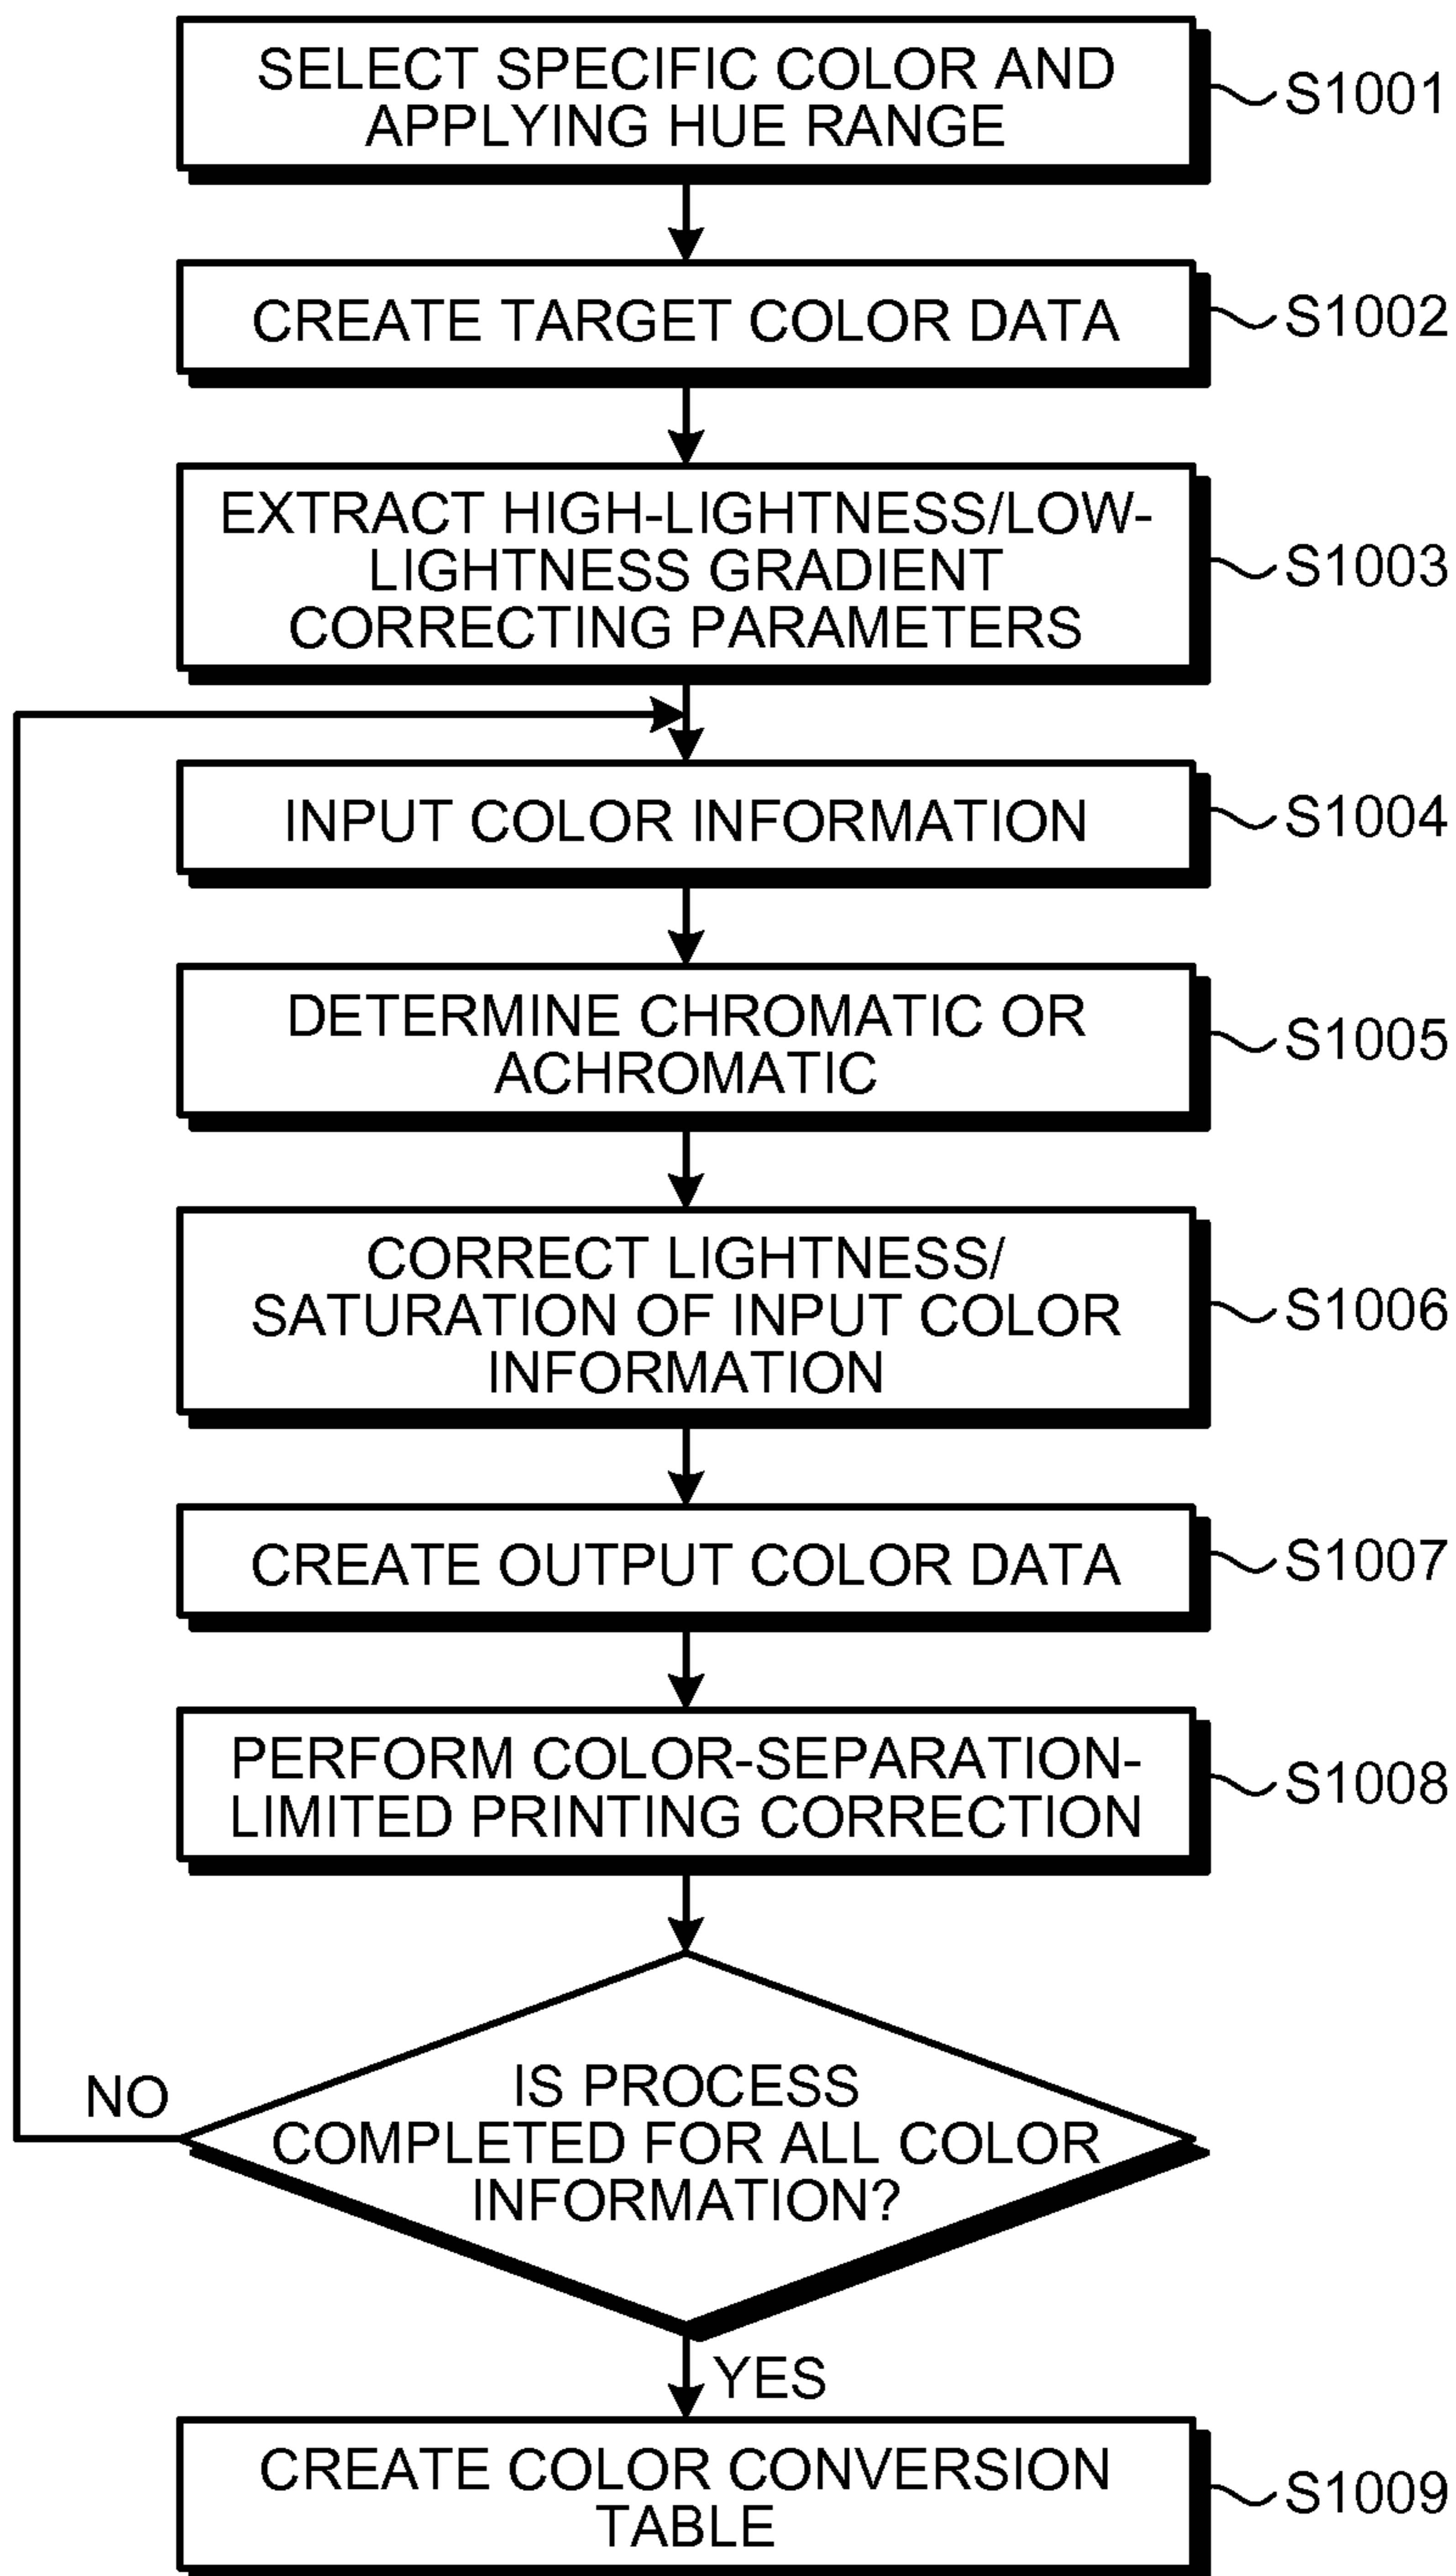 SELECT SPECIFIC COLOR AND
APPLYING HUE RANGE
S1001
CREATE TARGET COLOR DATA
S1002
EXTRACT HIGH-LIGHTNESS/LOW-
LIGHTNESS GRADIENT
CORRECTING PARAMETERS
S1003
INPUT COLOR INFORMATION
S1004
DETERMINE CHROMATIC OR
ACHROMATIC
S1005
CORRECT LIGHTNESS/
SATURATION OF INPUT COLOR
INFORMATION
S1006
CREATE OUTPUT COLOR DATA
S1007
PERFORM COLOR-SEPARATION-
LIMITED PRINTING CORRECTION
S1008
IS PROCESS
COMPLETED FOR ALL COLOR
INFORMATION?
NO
YES
CREATE COLOR CONVERSION
TABLE
S1009